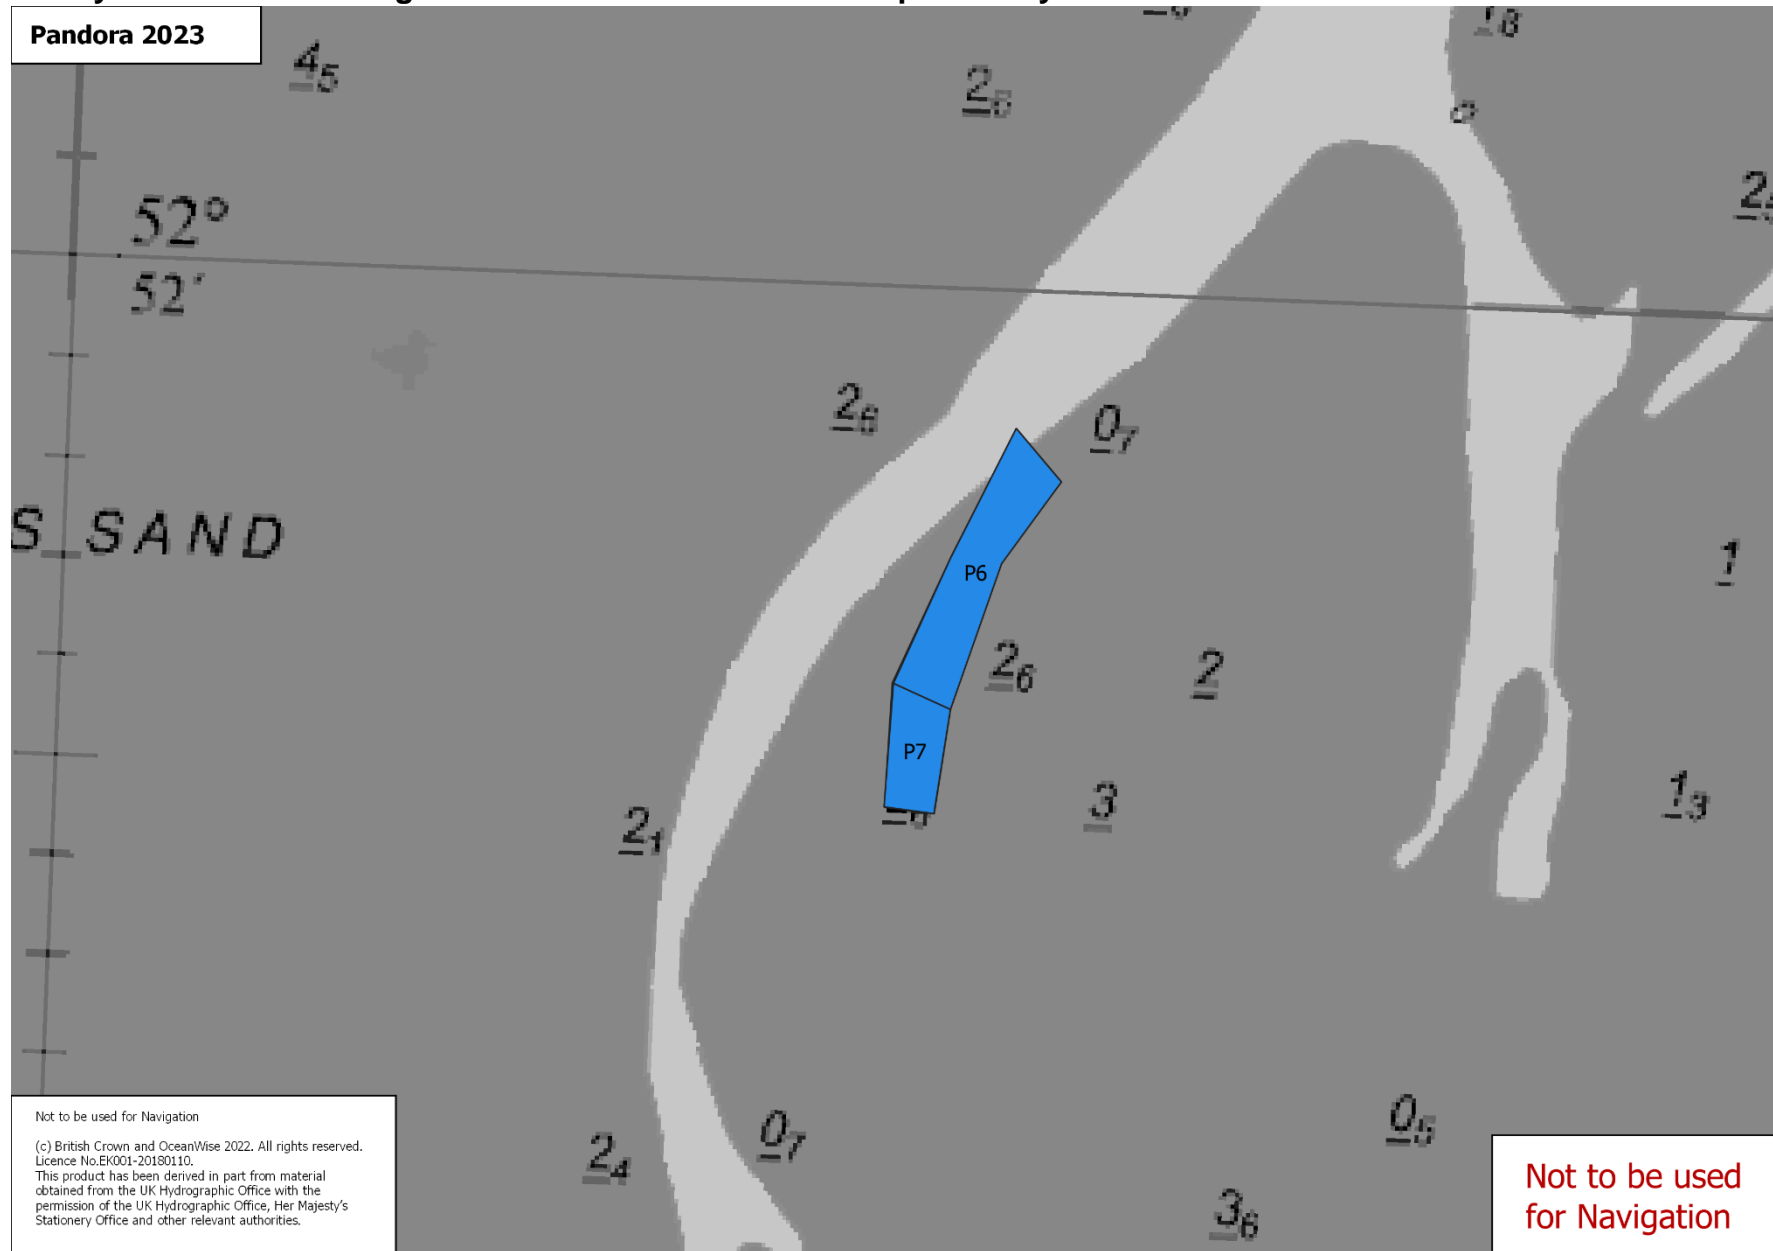 Pandora 2023
4₅
2₆
1₈
52°
52′
2₈
0₇
S SAND
P6
1
2₆
2
P7
2₁
3
1₃
0₅
2₄
0₇
3₆
Not to be used for Navigation
(c) British Crown and OceanWise 2022. All rights reserved.
Licence No.EK001-20180110.
This product has been derived in part from material
obtained from the UK Hydrographic Office with the
permission of the UK Hydrographic Office, Her Majesty's
Stationery Office and other relevant authorities.
Not to be used
for Navigation